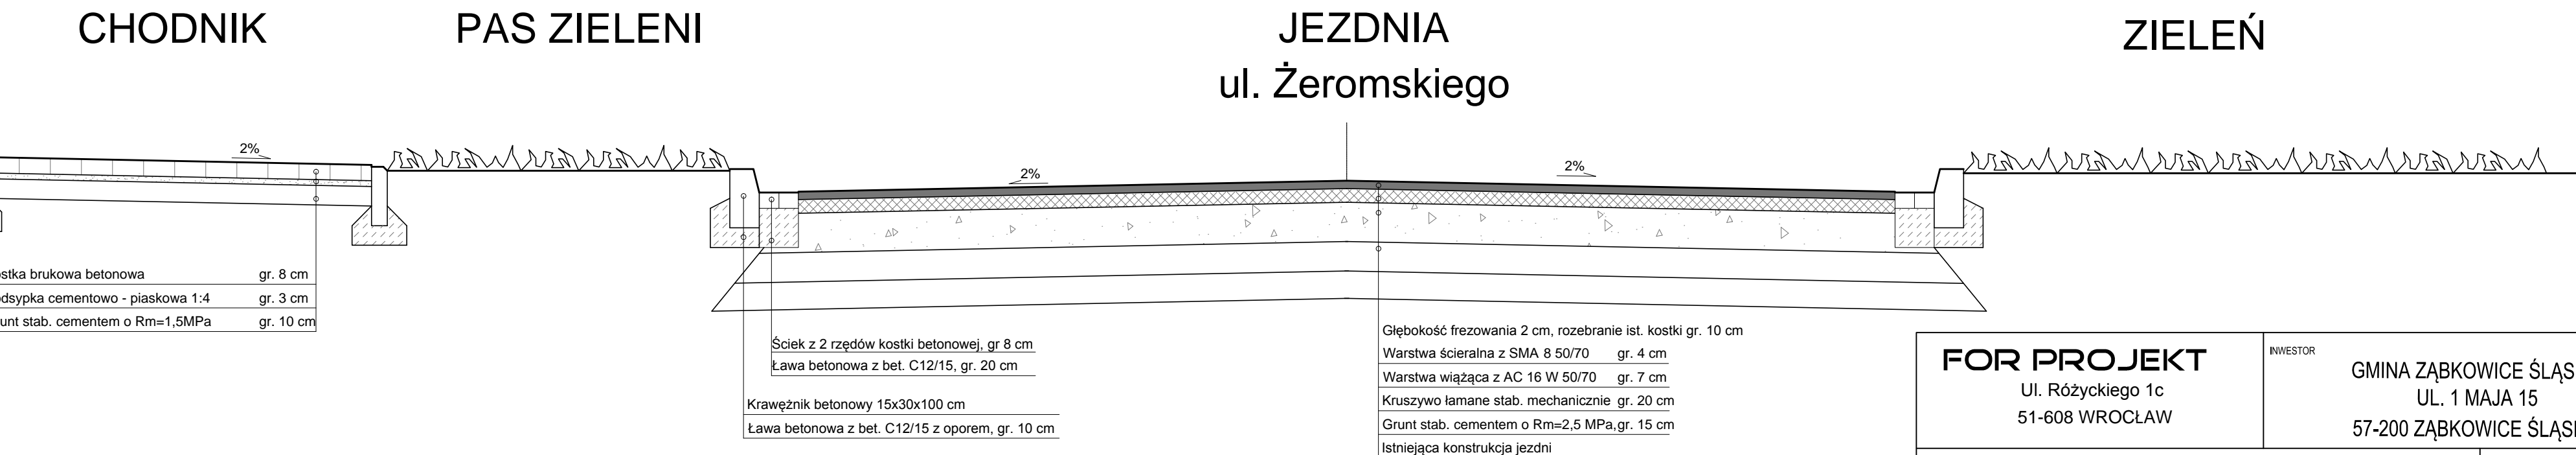 CHODNIK
PAS ZIELENI
JEZDNIA
ul. Żeromskiego
ZIELEŃ
2%
2%
2%
brukowa betonowa gr. 8 cm
cementowo - piaskowa 1:4 gr. 3 cm
stab. cementem o Rm=1,5MPa gr. 10 cm
Ściek z 2 rzędów kostki betonowej, gr 8 cm
Ława betonowa z bet. C12/15, gr. 20 cm
Krawężnik betonowy 15x30x100 cm
Ława betonowa z bet. C12/15 z oporem, gr. 10 cm
Głębokość frezowania 2 cm, rozebranie ist. kostki gr. 10 cm
Warstwa ścieralna z SMA 8 50/70 gr. 4 cm
Warstwa wiążąca z AC 16 W 50/70 gr. 7 cm
Kruszywo łamane stab. mechanicznie gr. 20 cm
Grunt stab. cementem o Rm=2,5 MPa, gr. 15 cm
Istniejąca konstrukcja jezdni
FOR PROJEKT
Ul. Różyckiego 1c
51-608 WROCŁAW
INWESTOR
GMINA ZĄBKOWICE
UL. 1 MAJA 15
57-200 ZĄBKOWICE